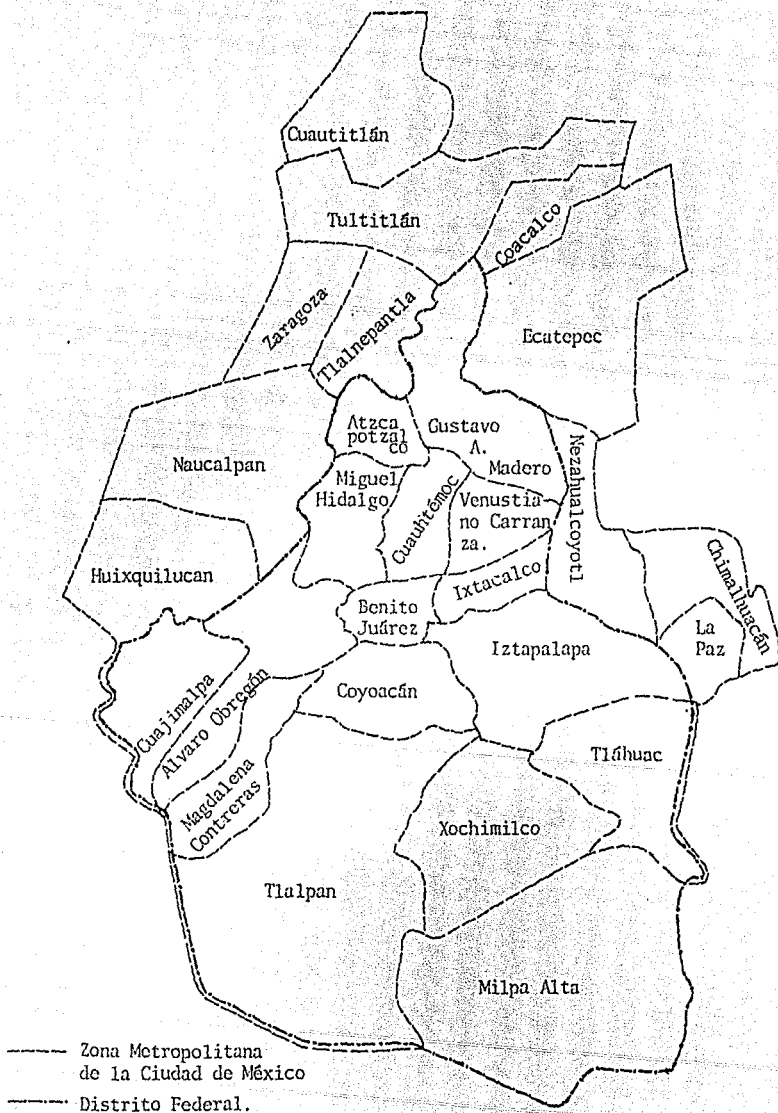 Cuautitlán
Tultitlán
Coacalco
Zaragoza
Tlalnepantla
Ecatepec
Atzca
potzal
co
Gustavo
A.
Madero
Nezahualcoyotl
Naucalpan
Miguel
Hidalgo
Cuauhtémoc
Venustia
no Carran
za.
Huixquilucan
Ixtacalco
Chimalhuacán
Benito
Juárez
La
Paz
Iztapalapa
Cuajimalpa
Alvaro Obregón
Coyoacán
Tláhuac
Magdalena
Contreras
Xochimilco
Tlalpan
Milpa Alta
Zona Metropolitana
de la Ciudad de México
Distrito Federal.